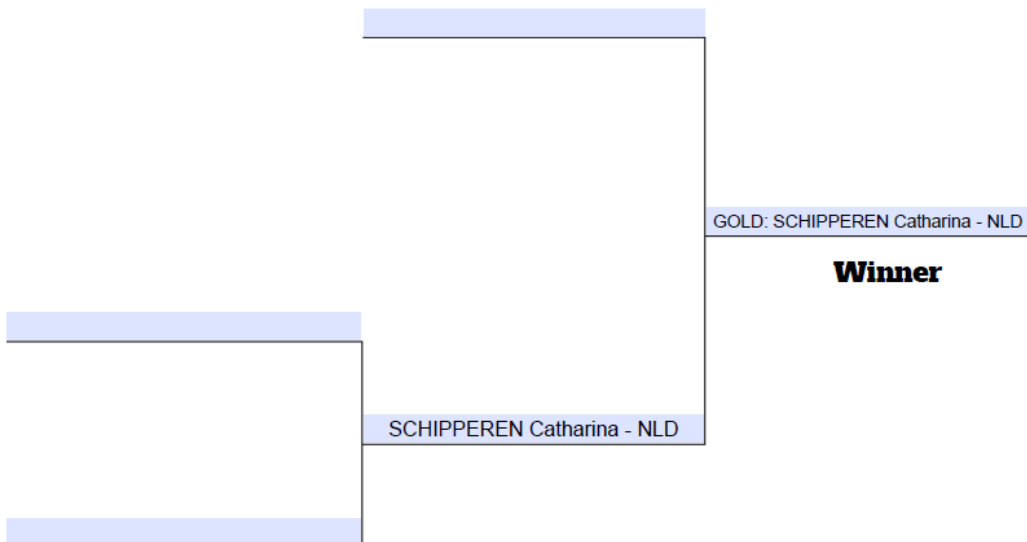 GOLD: SCHIPPEREN Catharina - NLD
Winner
SCHIPPEREN Catharina - NLD